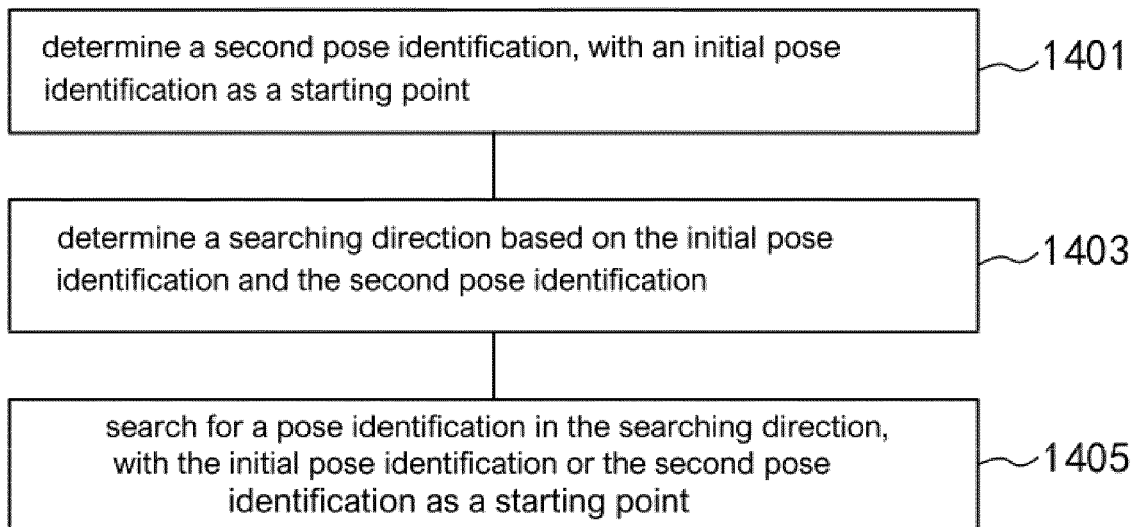 determine a second pose identification, with an initial pose
identification as a starting point
1401
determine a searching direction based on the initial pose
identification and the second pose identification
1403
search for a pose identification in the searching direction,
with the initial pose identification or the second pose
identification as a starting point
1405